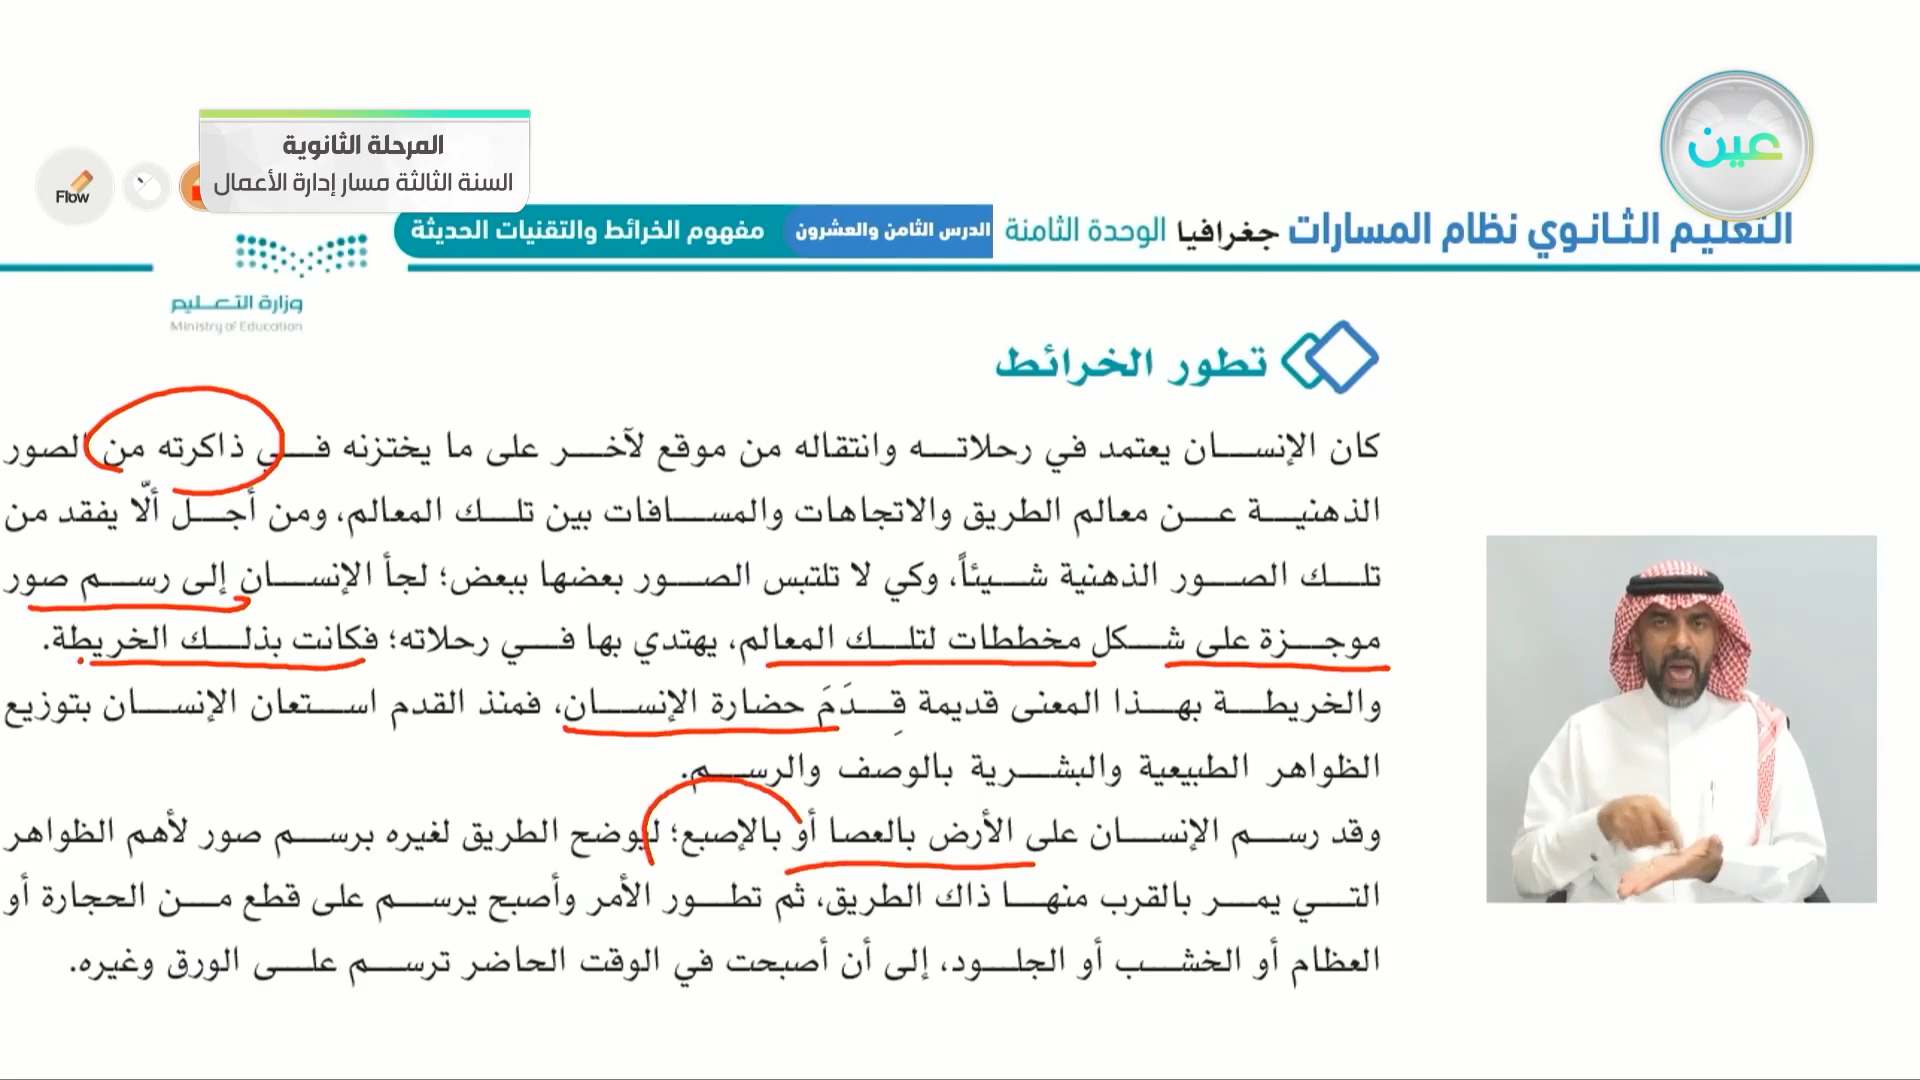 عين
المرحلة الثانوية
السنة الثالثة مسار إدارة الأعمال
Flow
التعليم الثانوي نظام المسارات جغرافيا الوحدة الثامنة الدرس الثامن والعشرون مفهوم الخرائط والتقنيات الحديثة
وزارة التعليم
Ministry of Education
تطور الخرائط
كان الإنسان يعتمد في رحلاته وانتقاله من موقع لآخر على ما يختزنه في ذاكرته من الصور
الذهنية عن معالم الطريق والاتجاهات والمسافات بين تلك المعالم، ومن أجل ألّا يفقد من
تلك الصور الذهنية شيئاً، وكي لا تلتبس الصور بعضها ببعض؛ لجأ الإنسان إلى رسم صور
موجزة على شكل مخططات لتلك المعالم، يهتدي بها في رحلاته؛ فكانت بذلك الخريطة.
والخريطة بهذا المعنى قديمة قِدَمَ حضارة الإنسان، فمنذ القدم استعان الإنسان بتوزيع
الظواهر الطبيعية والبشرية بالوصف والرسم.
وقد رسم الإنسان على الأرض بالعصا أو بالإصبع؛ ليوضح الطريق لغيره برسم صور لأهم الظواهر
التي يمر بالقرب منها ذاك الطريق، ثم تطور الأمر وأصبح يرسم على قطع من الحجارة أو
العظام أو الخشب أو الجلود، إلى أن أصبحت في الوقت الحاضر ترسم على الورق وغيره.